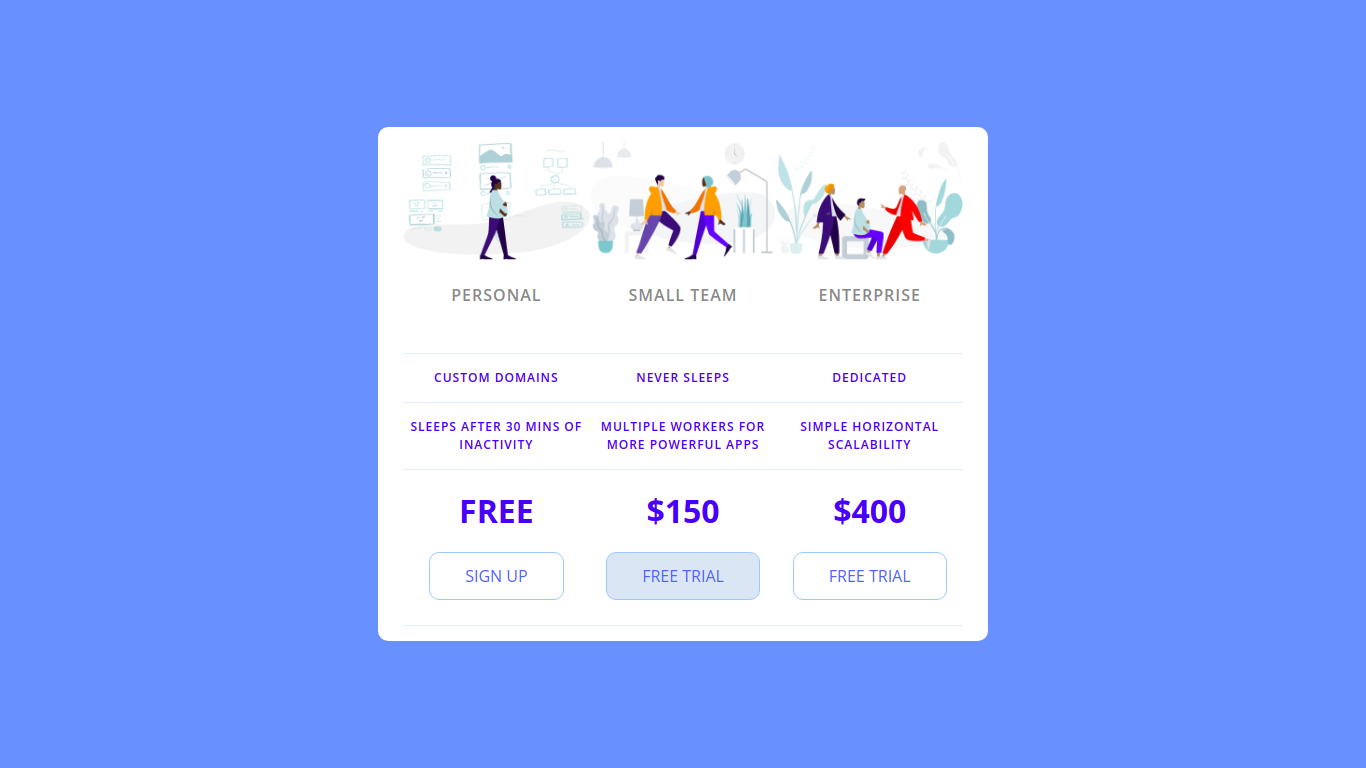 PERSONAL
SMALL TEAM
ENTERPRISE
CUSTOM DOMAINS
NEVER SLEEPS
DEDICATED
SLEEPS AFTER 30 MINS OF
INACTIVITY
MULTIPLE WORKERS FOR
MORE POWERFUL APPS
SIMPLE HORIZONTAL
SCALABILITY
FREE
$150
$400
SIGN UP
FREE TRIAL
FREE TRIAL